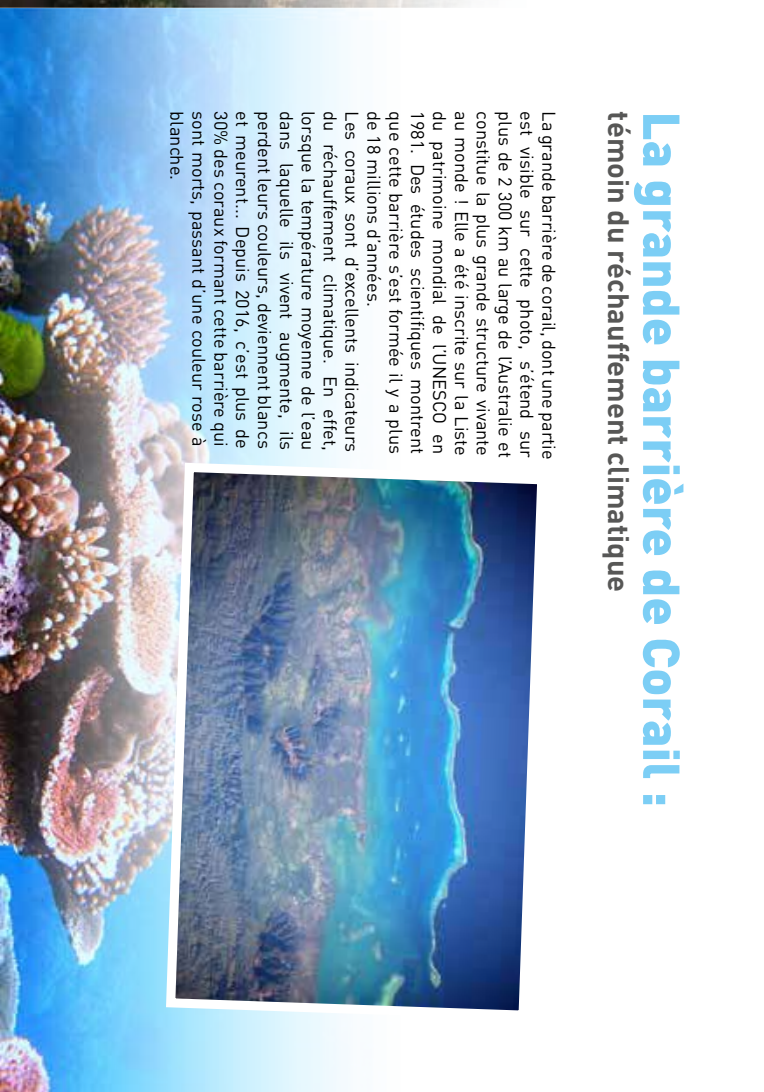 La grande barrière de Corail :
témoin du réchauffement climatique
La grande barrière de corail, dont une partie
est visible sur cette photo, s'étend sur
plus de 2 300 km au large de l'Australie et
constitue la plus grande structure vivante
au monde ! Elle a été inscrite sur la Liste
du patrimoine mondial de l'UNESCO en
1981. Des études scientifiques montrent
que cette barrière s'est formée il y a plus
de 18 millions d'années.
Les coraux sont d'excellents indicateurs
du réchauffement climatique. En effet,
lorsque la température moyenne de l'eau
dans laquelle ils vivent augmente, ils
perdent leurs couleurs, deviennent blancs
et meurent... Depuis 2016, c'est plus de
30% des coraux formant cette barrière qui
sont morts, passant d'une couleur rose à
blanche.